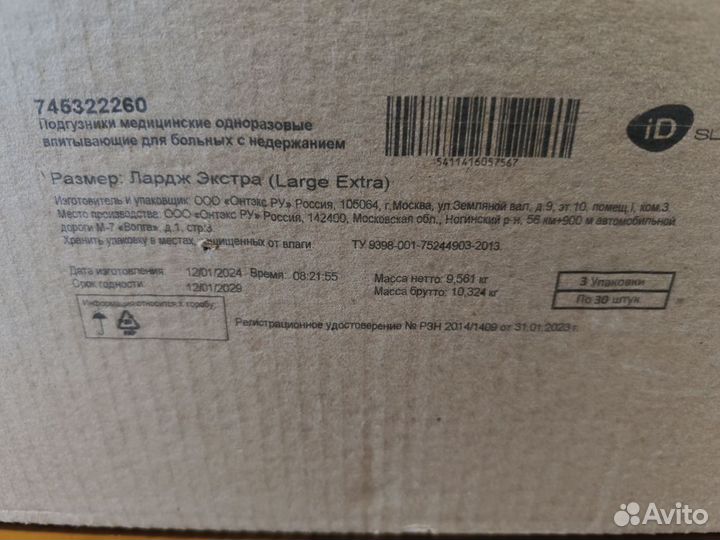 746322260
Подгузники медицинские одноразовые
впитывающие для больных с недержанием
5411416057567
iD SL
Размер: Лардж Экстра (Large Extra)
Изготовитель и упаковщик: ООО «Онтэкс РУ» Россия, 105064, г.Москва, ул.Земляной вал, д.9, эт.10, помещ.I, ком.3.
Место производства: ООО «Онтэкс РУ» Россия, 142400, Московская обл., Ногинский р-н, 56 км+900 м автомобильной
дороги М-7 «Волга», д.1, стр.3
Хранить упаковку в местах, защищенных от влаги ТУ 9398-001-75244903-2013
Дата изготовления 12/01/2024 Время: 08:21:55 Масса нетто: 9,561 кг
Срок годности: 12/01/2029 Масса брутто: 10,324 кг
3 Упаковки
По 30 штук
Информация относится к коробу:
Регистрационное удостоверение № РЗН 2014/1409 от 31.01.2023 г.
Avito